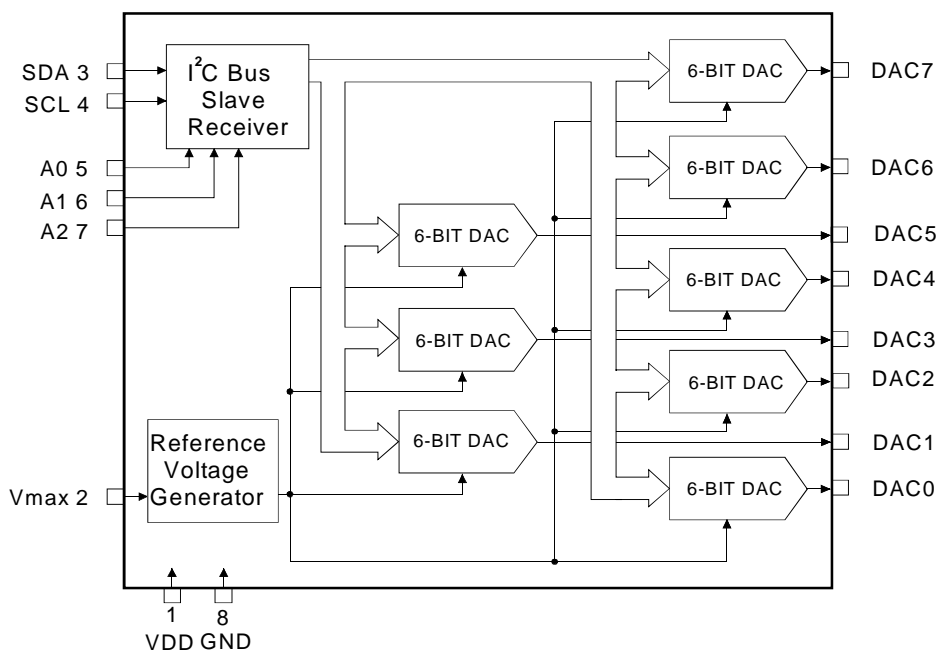 SDA 3
SCL 4
A0 5
A1 6
A2 7
I²C Bus
Slave
Receiver
6-BIT DAC
DAC7
6-BIT DAC
DAC6
6-BIT DAC
DAC5
6-BIT DAC
DAC4
6-BIT DAC
DAC3
6-BIT DAC
DAC2
6-BIT DAC
DAC1
6-BIT DAC
DAC0
Reference
Voltage
Generator
Vmax 2
1
VDD
8
GND